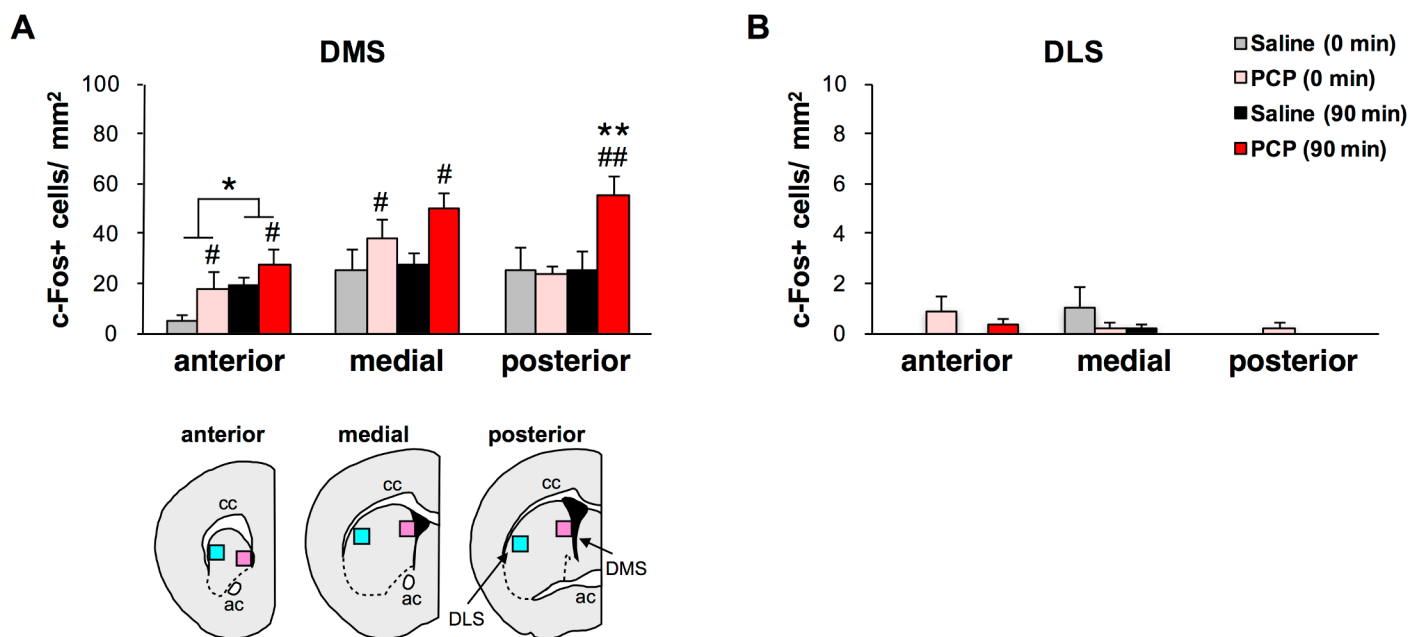 A
DMS
c-Fos+ cells/ mm²
100
80
60
40
20
0
*
#
#
#
#
**
##
anterior
medial
posterior
B
DLS
c-Fos+ cells/ mm²
10
8
6
4
2
0
Saline (0 min)
PCP (0 min)
Saline (90 min)
PCP (90 min)
anterior
medial
posterior
anterior
medial
posterior
cc
ac
cc
ac
cc
ac
DLS
DMS